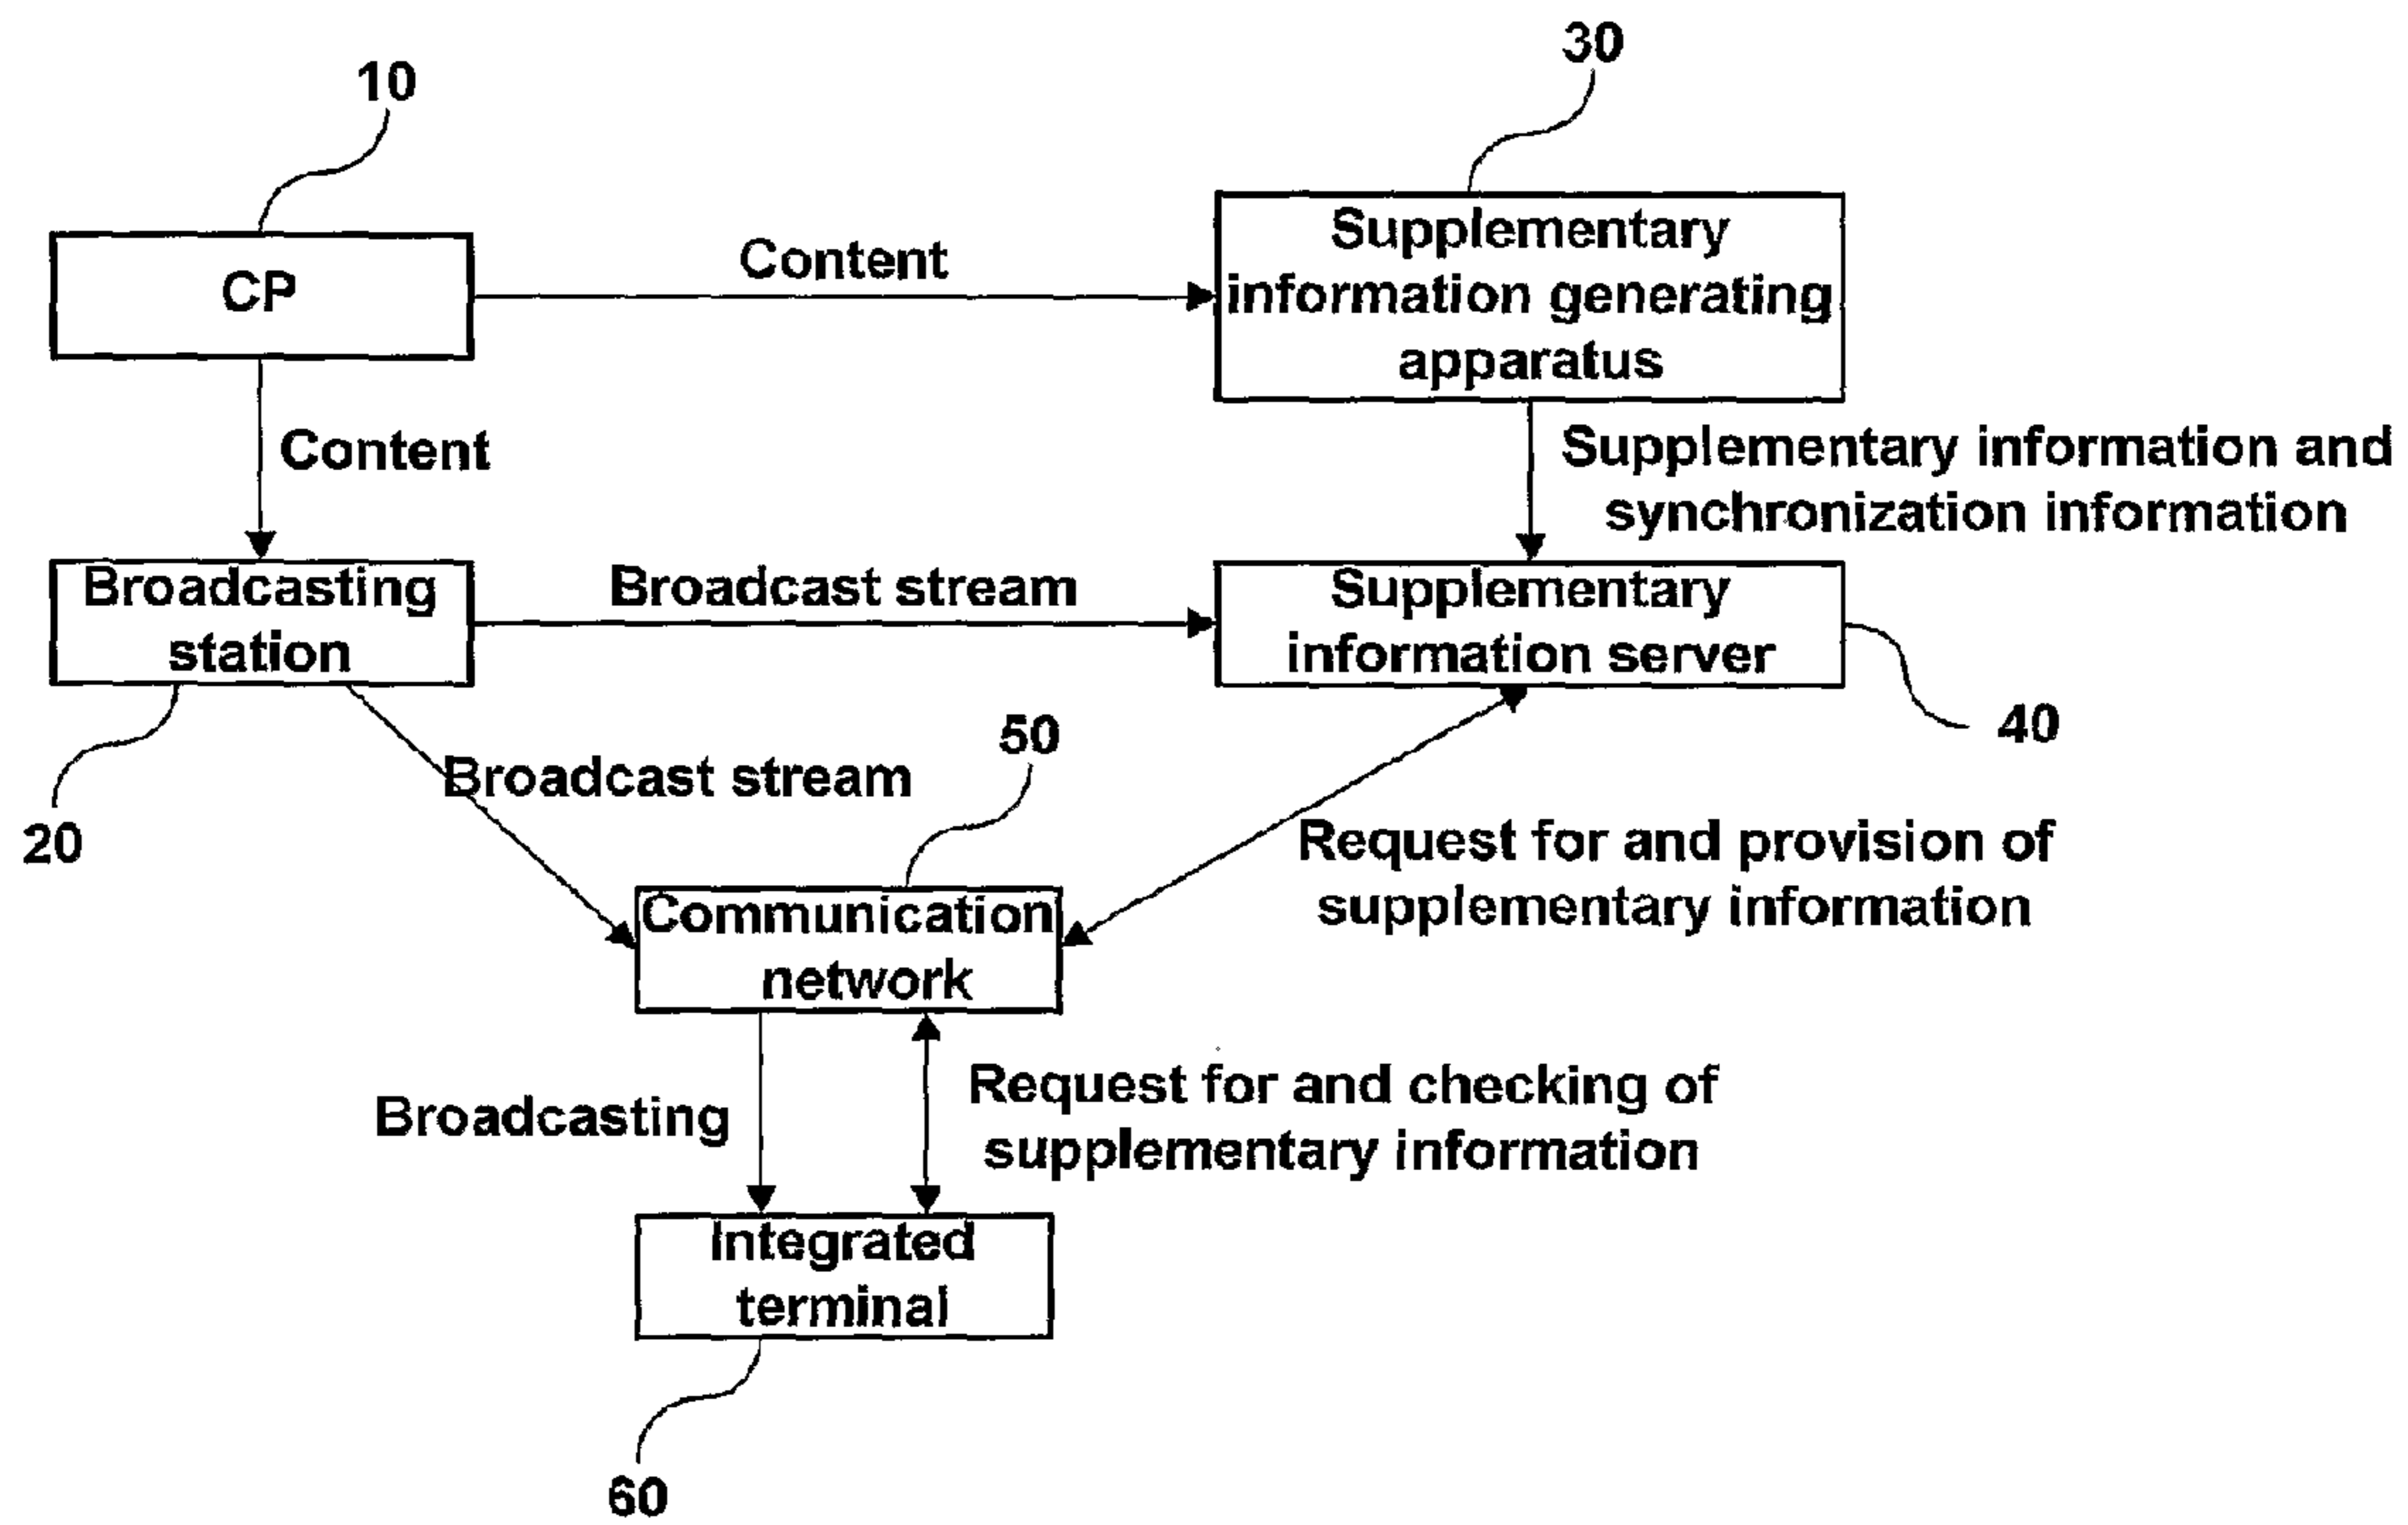 30
10
Supplementary
information generating
apparatus
CP
Content
Content
Supplementary information and
synchronization information
Broadcasting
station
Broadcast stream
Supplementary
information server
40
50
Broadcast stream
20
Request for and provision of
supplementary information
Communication
network
Broadcasting
Request for and checking of
supplementary information
Integrated
terminal
60